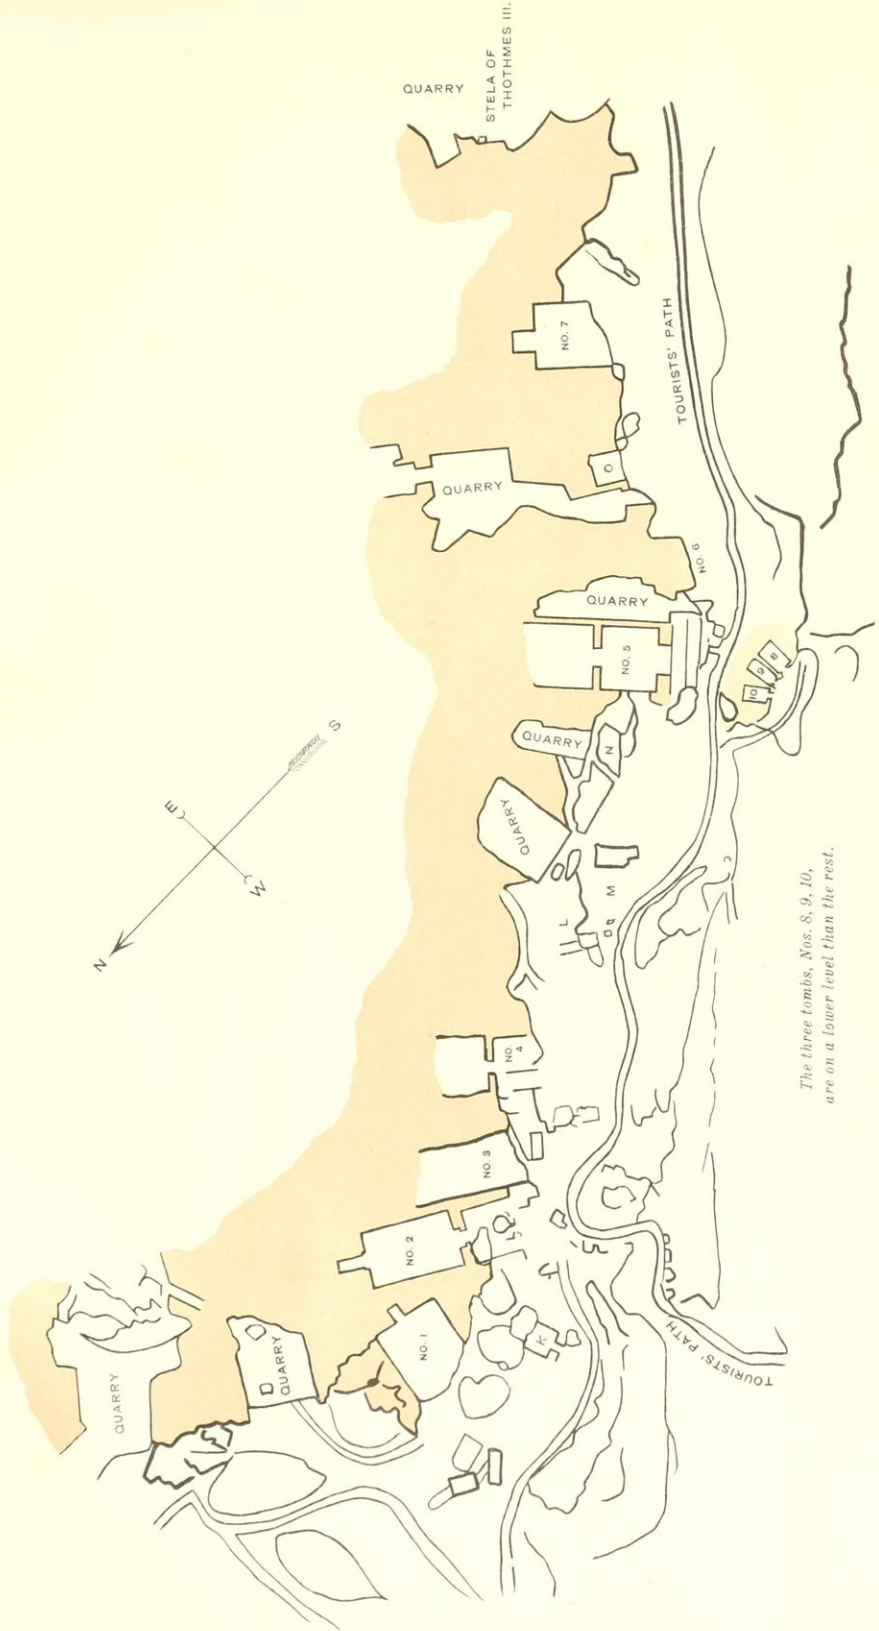 QUARRY
STELA OF
THOTHMES III.
NO. 7
TOURISTS' PATH
QUARRY
O
NO. 6
QUARRY
NO. 5
8
9
10
QUARRY
N
QUARRY
M
L
S
E
W
N
The three tombs, Nos. 8, 9, 10,
are on a lower level than the rest.
NO.
4
NO. 3
NO. 2
NO. 1
K
QUARRY
QUARRY
TOURISTS' PATH